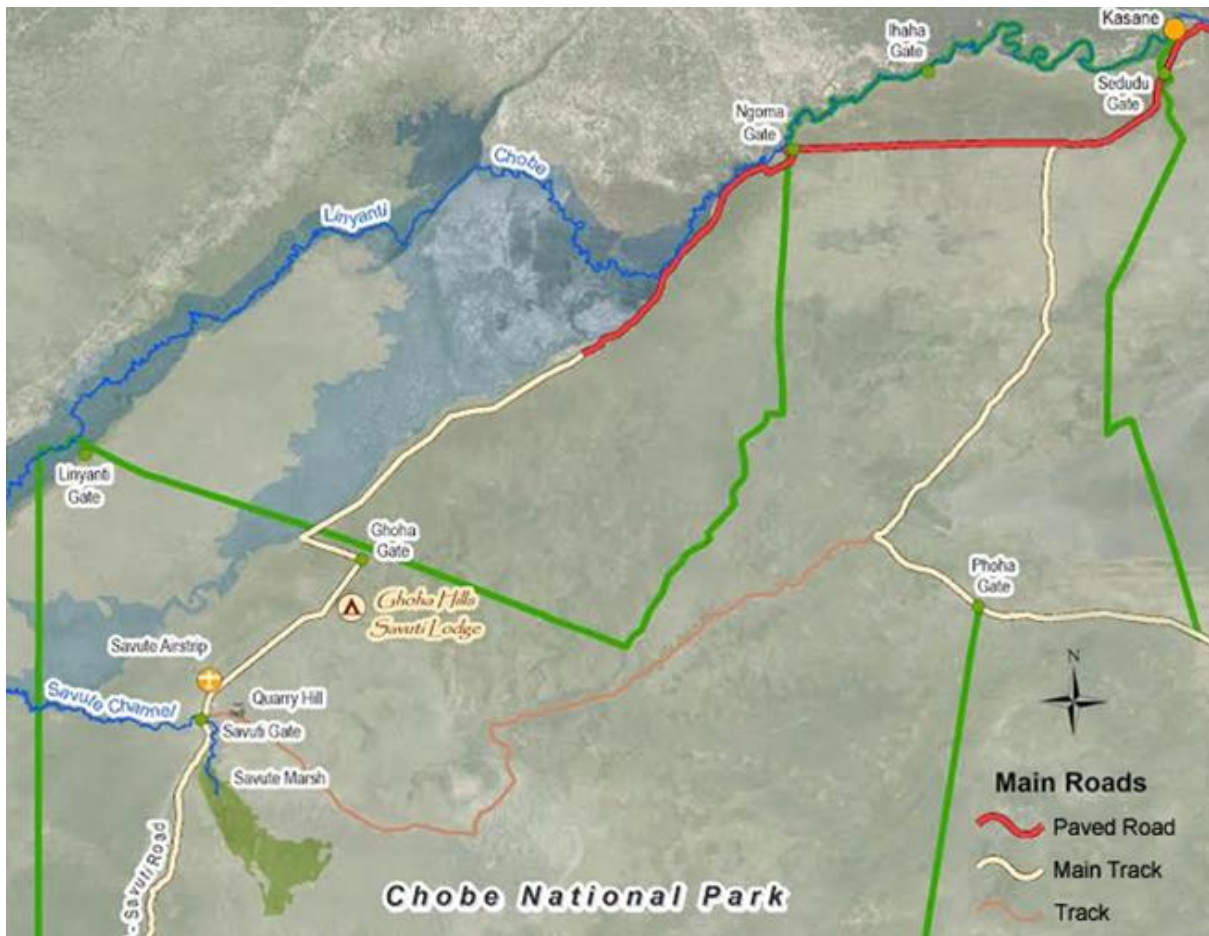 Kasane
Ihaha
Gate
Sedudu
Gate
Ngoma
Gate
Chobe
Linyanti
Linyanti
Gate
Ghoha
Gate
Phoha
Gate
Ghoha Hills
Savuti Lodge
Savute Airstrip
N
Savute Channel
Quarry Hill
Savuti Gate
Savute Marsh
Main Roads
Paved Road
- Savuti Road
Main Track
Chobe National Park
Track